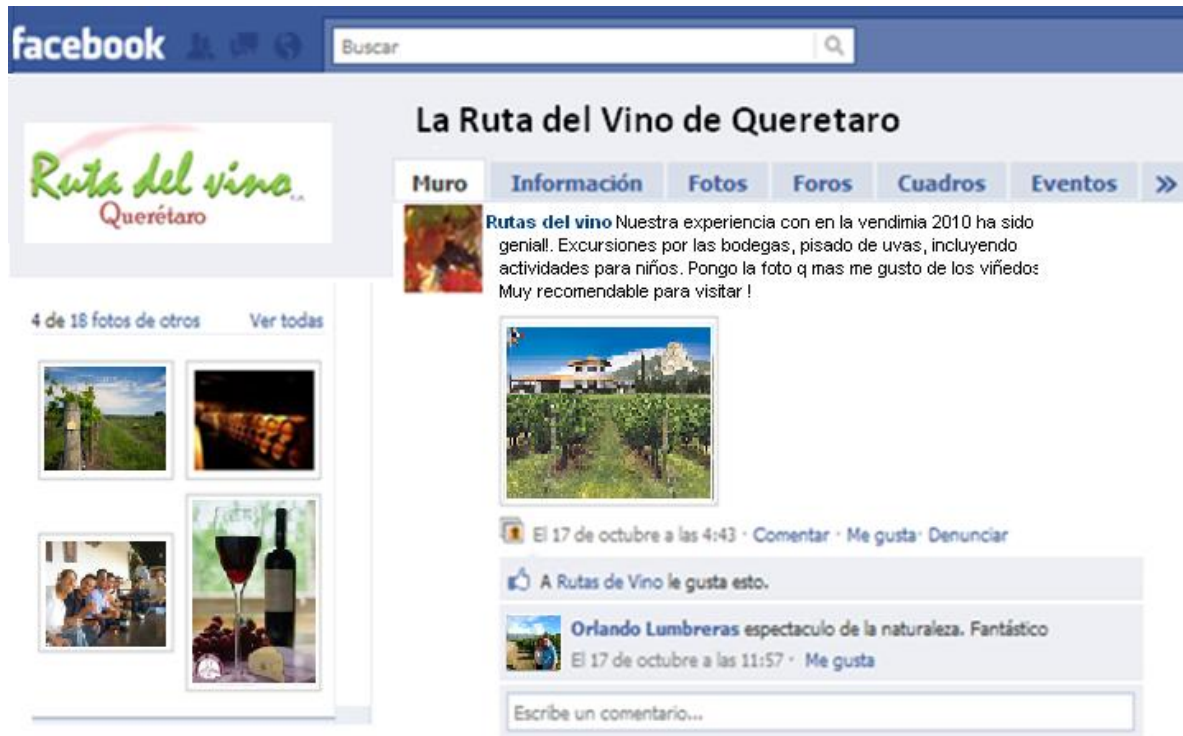 facebook
Buscar
Ruta del vino
Querétaro
La Ruta del Vino de Queretaro
Muro Información Fotos Foros Cuadros Eventos »
Rutas del vino Nuestra experiencia con en la vendimia 2010 ha sido
genial!. Excursiones por las bodegas, pisado de uvas, incluyendo
actividades para niños. Pongo la foto q mas me gusto de los viñedos
Muy recomendable para visitar !
4 de 18 fotos de otros Ver todas
El 17 de octubre a las 4:43 · Comentar · Me gusta· Denunciar
A Rutas de Vino le gusta esto.
Orlando Lumbreras espectaculo de la naturaleza. Fantástico
El 17 de octubre a las 11:57 · Me gusta
Escribe un comentario...